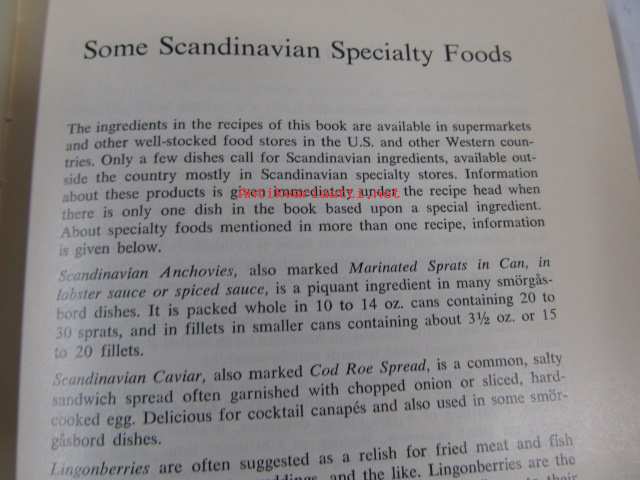 Some Scandinavian Specialty Foods
The ingredients in the recipes of this book are available in supermarkets
and other well-stocked food stores in the U.S. and other Western coun-
tries. Only a few dishes call for Scandinavian ingredients, available out-
side the country mostly in Scandinavian specialty stores. Information
about these products is given immediately under the recipe head when
there is only one dish in the book based upon a special ingredient.
About specialty foods mentioned in more than one recipe, information
is given below.
Scandinavian Anchovies, also marked Marinated Sprats in Can, in
lobster sauce or spiced sauce, is a piquant ingredient in many smörgås-
bord dishes. It is packed whole in 10 to 14 oz. cans containing 20 to
30 sprats, and in fillets in smaller cans containing about 3½ oz. or 15
to 20 fillets.
Scandinavian Caviar, also marked Cod Roe Spread, is a common, salty
sandwich spread often garnished with chopped onion or sliced, hard-
cooked egg. Delicious for cocktail canapés and also used in some smör-
gåsbord dishes.
Lingonberries are often suggested as a relish for fried meat and fish
and the like. Lingonberries are the
their